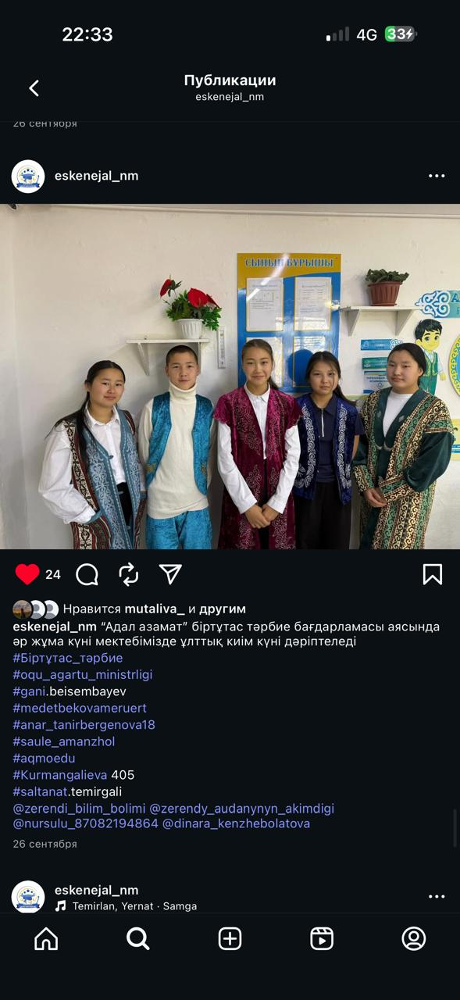 22:33
4G
33
Публикации
eskenejal_nm
26 сентября
eskenejal_nm
СЫНЫП БҰРЫШЫ
24
Нравится mutaliva_ и другим
eskenejal_nm “Адал азамат” біртұтас тәрбие бағдарламасы аясында
әр жұма күні мектебімізде ұлттық киім күні дәріптеледі
#Біртұтас_тәрбие
#oqu_agartu_ministrligi
#gani.beisembayev
#medetbekovameruert
#anar_tanirbergenova18
#saule_amanzhol
#aqmoedu
#Kurmangalieva 405
#saltanat.temirgali
@zerendi_bilim_bolimi @zerendy_audanynyn_akimdigi
@nursulu_87082194864 @dinara_kenzhebolatova
26 сентября
eskenejal_nm
Temirlan, Yernat · Samga